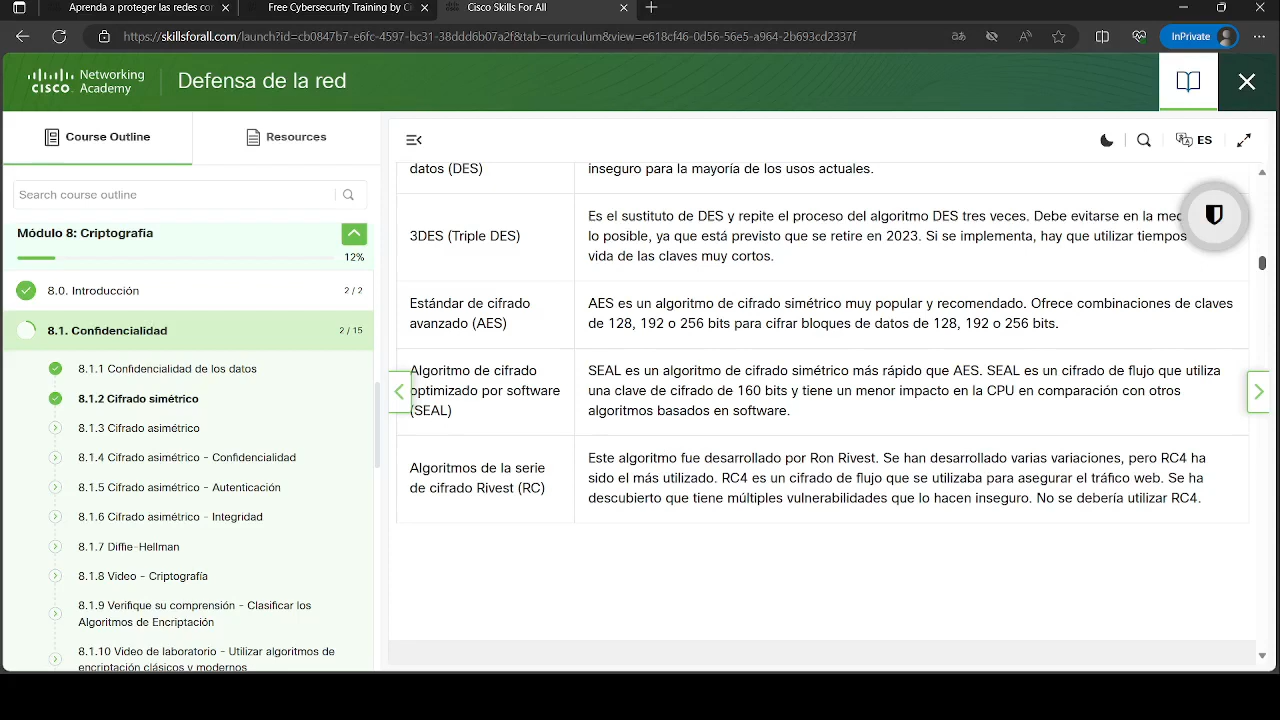 Aprenda a proteger las redes co
Free Cybersecurity Training by Ci
Cisco Skills For All
https://skillsforall.com/launch?id=cb0847b7-e6fc-4597-bc31-38ddd6b07a2f&tab=curriculum&view=e618cf46-0d56-56e5-a964-2b693cd2337f
InPrivate
cisco Networking Academy
Defensa de la red
Course Outline
Resources
ES
Search course outline
Módulo 8: Criptografía
12%
8.0. Introducción
2 / 2
8.1. Confidencialidad
2 / 15
8.1.1 Confidencialidad de los datos
8.1.2 Cifrado simétrico
8.1.3 Cifrado asimétrico
8.1.4 Cifrado asimétrico - Confidencialidad
8.1.5 Cifrado asimétrico - Autenticación
8.1.6 Cifrado asimétrico - Integridad
8.1.7 Diffie-Hellman
8.1.8 Video - Criptografía
8.1.9 Verifique su comprensión - Clasificar los
Algoritmos de Encriptación
8.1.10 Video de laboratorio - Utilizar algoritmos de
encriptación clásicos y modernos
datos (DES)
inseguro para la mayoría de los usos actuales.
3DES (Triple DES)
Es el sustituto de DES y repite el proceso del algoritmo DES tres veces. Debe evitarse en la med
lo posible, ya que está previsto que se retire en 2023. Si se implementa, hay que utilizar tiempos
vida de las claves muy cortos.
Estándar de cifrado
avanzado (AES)
AES es un algoritmo de cifrado simétrico muy popular y recomendado. Ofrece combinaciones de claves
de 128, 192 o 256 bits para cifrar bloques de datos de 128, 192 o 256 bits.
Algoritmo de cifrado
optimizado por software
(SEAL)
SEAL es un algoritmo de cifrado simétrico más rápido que AES. SEAL es un cifrado de flujo que utiliza
una clave de cifrado de 160 bits y tiene un menor impacto en la CPU en comparación con otros
algoritmos basados en software.
Algoritmos de la serie
de cifrado Rivest (RC)
Este algoritmo fue desarrollado por Ron Rivest. Se han desarrollado varias variaciones, pero RC4 ha
sido el más utilizado. RC4 es un cifrado de flujo que se utilizaba para asegurar el tráfico web. Se ha
descubierto que tiene múltiples vulnerabilidades que lo hacen inseguro. No se debería utilizar RC4.